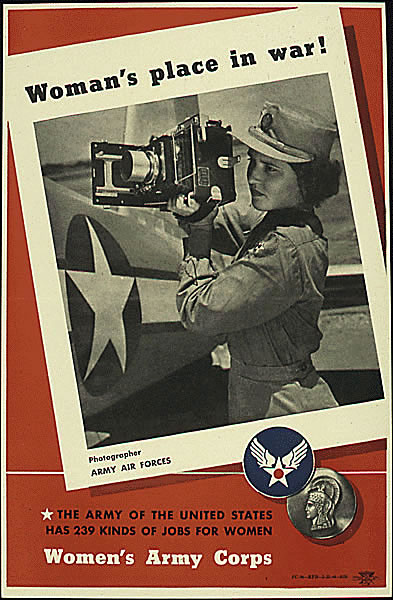 Woman's place in war!
Photographer
ARMY AIR FORCES
THE ARMY OF THE UNITED STATES
HAS 239 KINDS OF JOBS FOR WOMEN
Women's Army Corps